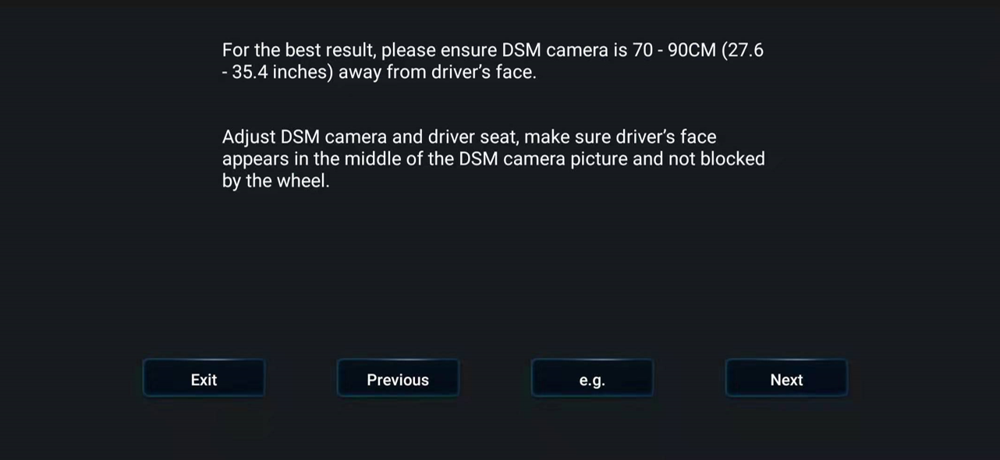 For the best result, please ensure DSM camera is 70 - 90CM (27.6
- 35.4 inches) away from driver’s face.
Adjust DSM camera and driver seat, make sure driver’s face
appears in the middle of the DSM camera picture and not blocked
by the wheel.
Exit
Previous
e.g.
Next